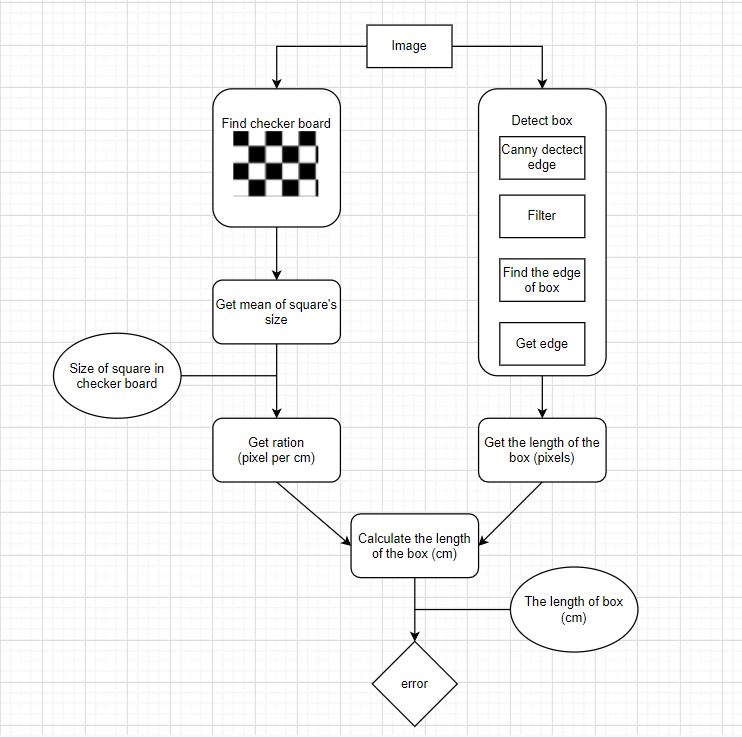 Image
Find checker board
Detect box
Canny dectect
edge
Filter
Find the edge
of box
Get edge
Get mean of square's
size
Size of square in
checker board
Get ration
(pixel per cm)
Get the length of the
box (pixels)
Calculate the length
of the box (cm)
The length of box
(cm)
error